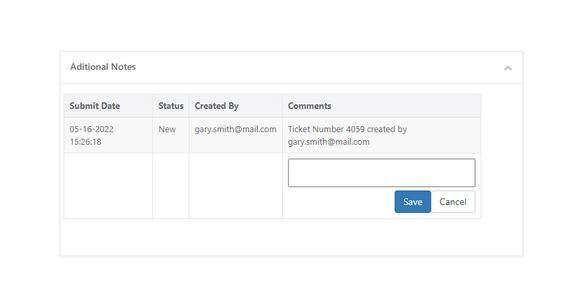 Aditional Notes
Submit Date Status Created By Comments
05-16-2022 New gary.smith@mail.com Ticket Number 4059 created by
15:26:18 gary.smith@mail.com
Save Cancel